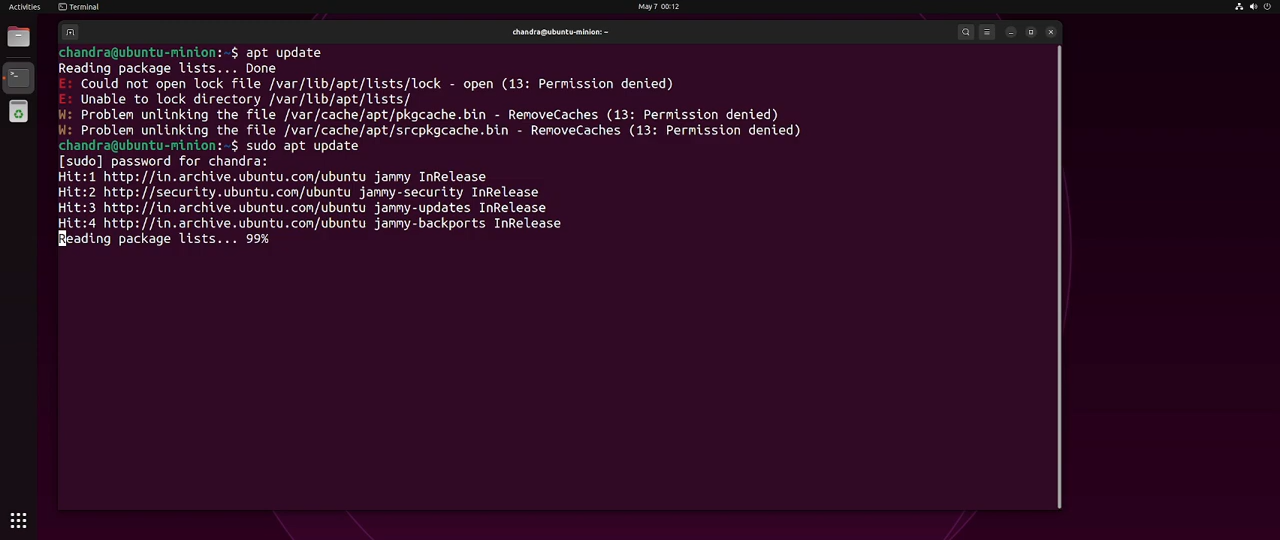 Activities Terminal May 7 00:12
chandra@ubuntu-minion: ~
chandra@ubuntu-minion:~$ apt update
Reading package lists... Done
E: Could not open lock file /var/lib/apt/lists/lock - open (13: Permission denied)
E: Unable to lock directory /var/lib/apt/lists/
W: Problem unlinking the file /var/cache/apt/pkgcache.bin - RemoveCaches (13: Permission denied)
W: Problem unlinking the file /var/cache/apt/srcpkgcache.bin - RemoveCaches (13: Permission denied)
chandra@ubuntu-minion:~$ sudo apt update
[sudo] password for chandra:
Hit:1 http://in.archive.ubuntu.com/ubuntu jammy InRelease
Hit:2 http://security.ubuntu.com/ubuntu jammy-security InRelease
Hit:3 http://in.archive.ubuntu.com/ubuntu jammy-updates InRelease
Hit:4 http://in.archive.ubuntu.com/ubuntu jammy-backports InRelease
Reading package lists... 99%